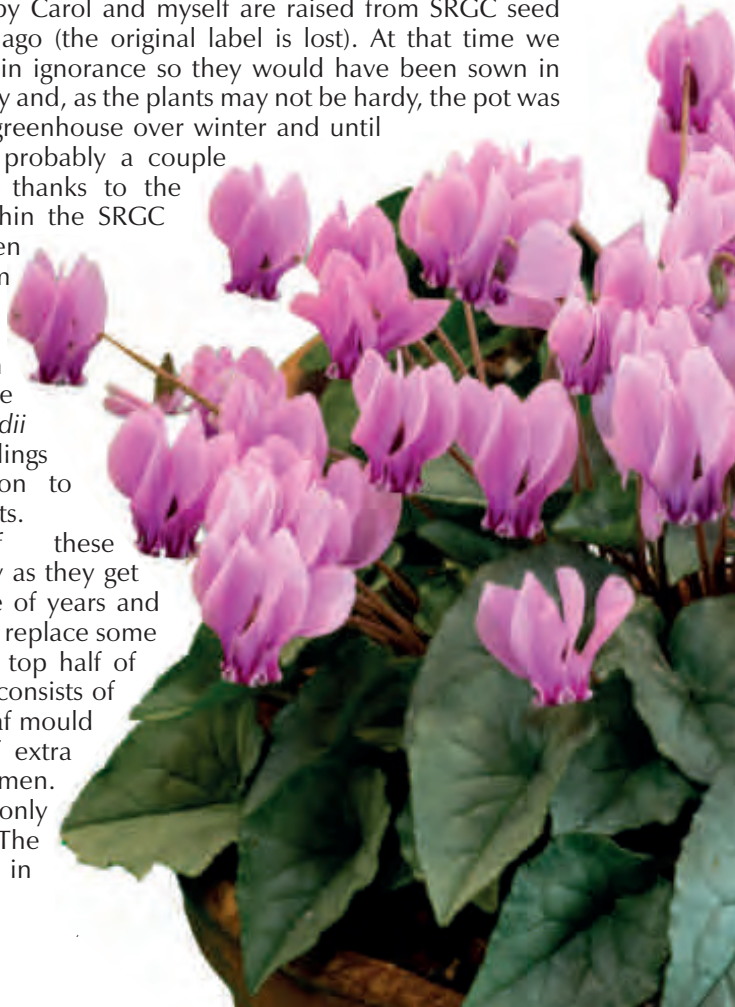 by Carol and myself are raised from SRGC seed
ago (the original label is lost). At that time we
in ignorance so they would have been sown in
y and, as the plants may not be hardy, the pot was
greenhouse over winter and until
probably a couple
thanks to the
hin the SRGC
en
n
e
dii
lings
on to
ts.
these
y as they get
e of years and
replace some
top half of
consists of
af mould
extra
men.
only
The
in